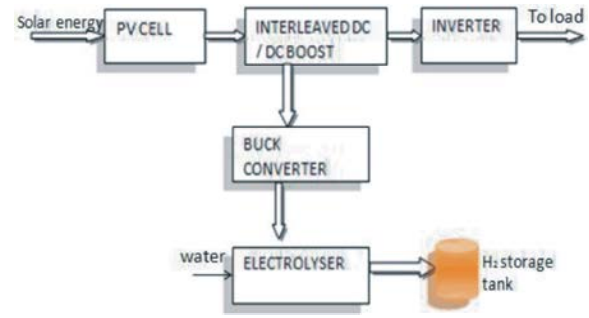 Solar energy
PV CELL
INTERLEAVED DC
/ DC BOOST
INVERTER
To load
BUCK
CONVERTER
water
ELECTROLYSER
H₂ storage
tank